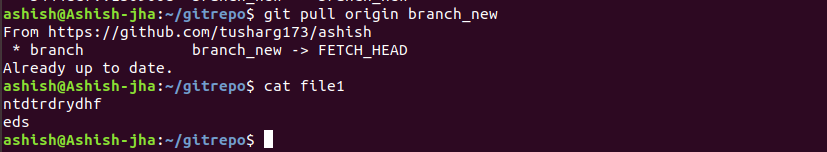 ashish@Ashish-jha:~/gitrepo$ git pull origin branch_new
From https://github.com/tusharg173/ashish
 * branch            branch_new -> FETCH_HEAD
Already up to date.
ashish@Ashish-jha:~/gitrepo$ cat file1
ntdtrdrydhf
eds
ashish@Ashish-jha:~/gitrepo$